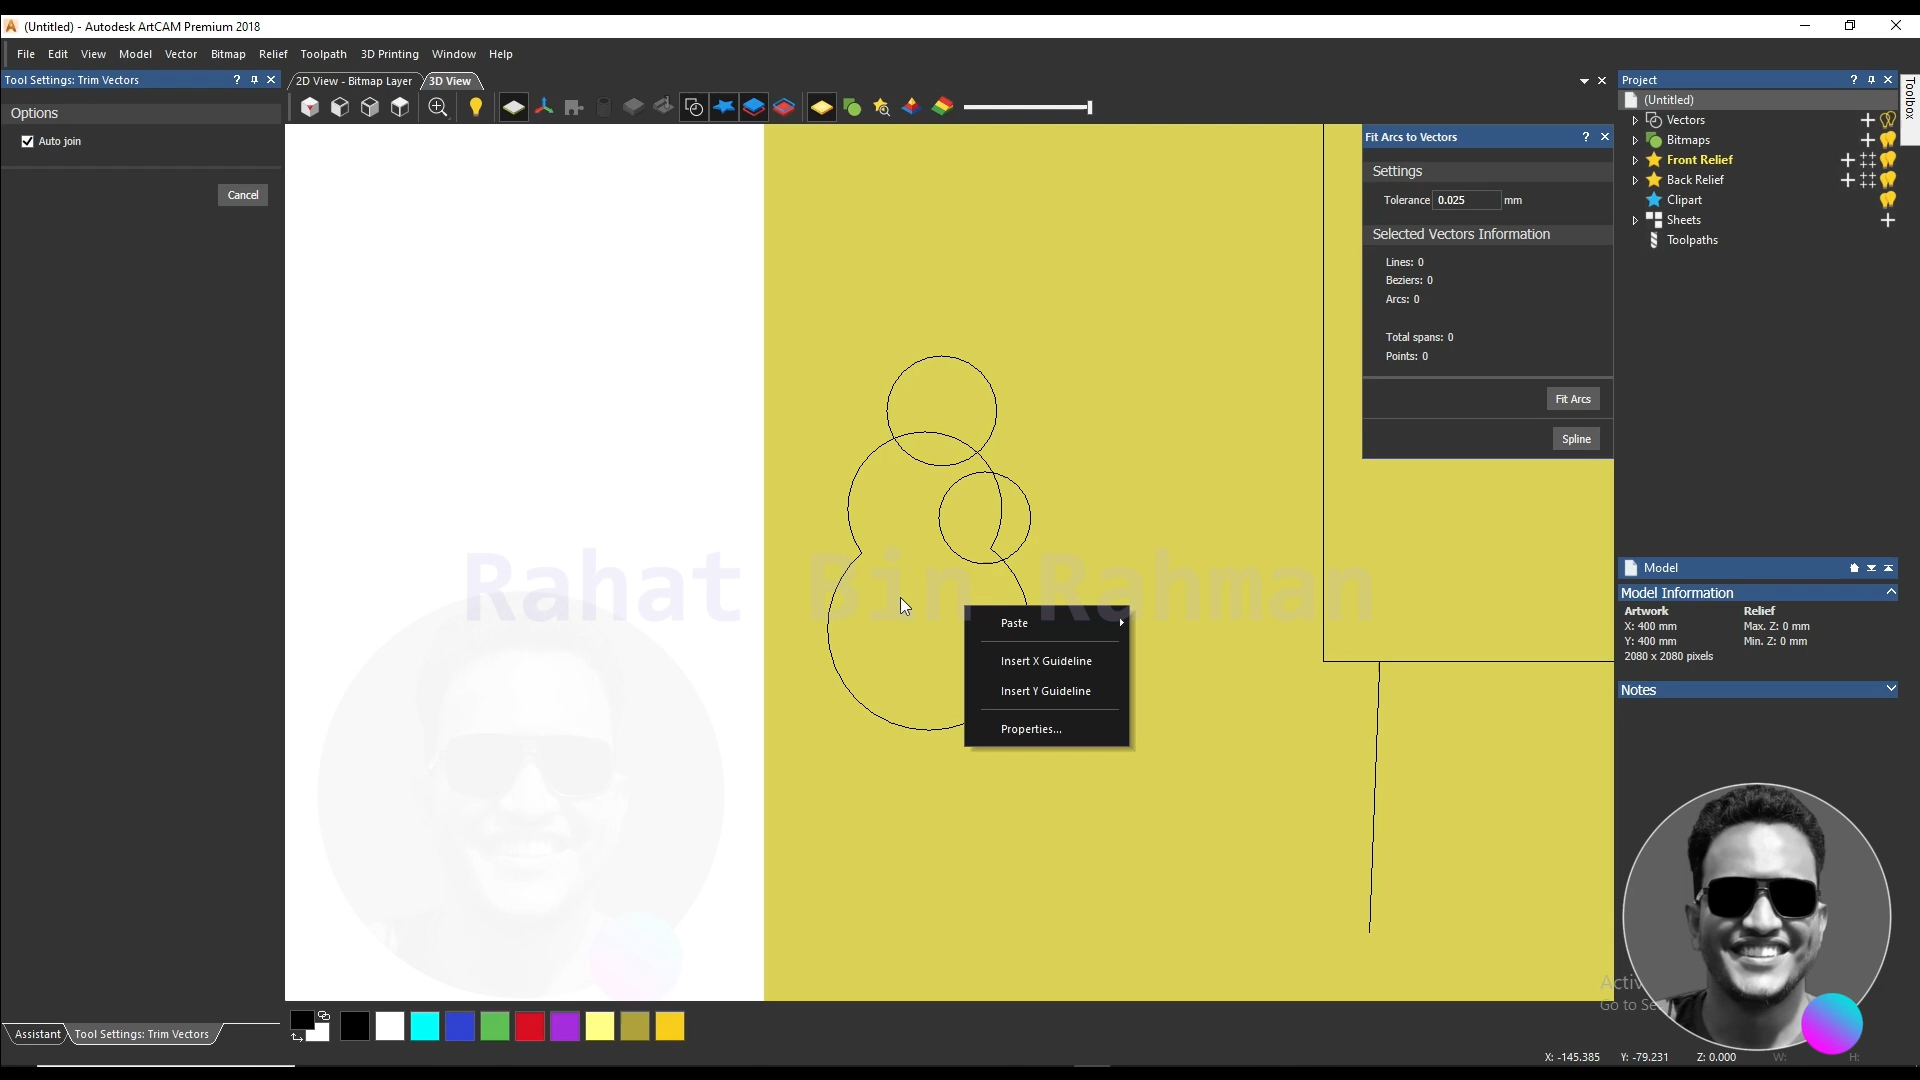 (Untitled) - Autodesk ArtCAM Premium 2018
File Edit View Model Vector Bitmap Relief Toolpath 3D Printing Window Help
Tool Settings: Trim Vectors
Options
Auto join
Cancel
2D View - Bitmap Layer 3D View
Fit Arcs to Vectors
Settings
Tolerance 0.025 mm
Selected Vectors Information
Lines: 0
Beziers: 0
Arcs: 0
Total spans: 0
Points: 0
Fit Arcs
Spline
Project
(Untitled)
Vectors
Bitmaps
Front Relief
Back Relief
Clipart
Sheets
Toolpaths
Toolbox
Rahat Bin Rahman
Paste
Insert X Guideline
Insert Y Guideline
Properties...
Model
Model Information
Artwork Relief
X: 400 mm Max. Z: 0 mm
Y: 400 mm Min. Z: 0 mm
2080 x 2080 pixels
Notes
Go to
Assistant Tool Settings: Trim Vectors
X: -145.385 Y: -79.231 Z: 0.000 W: H: